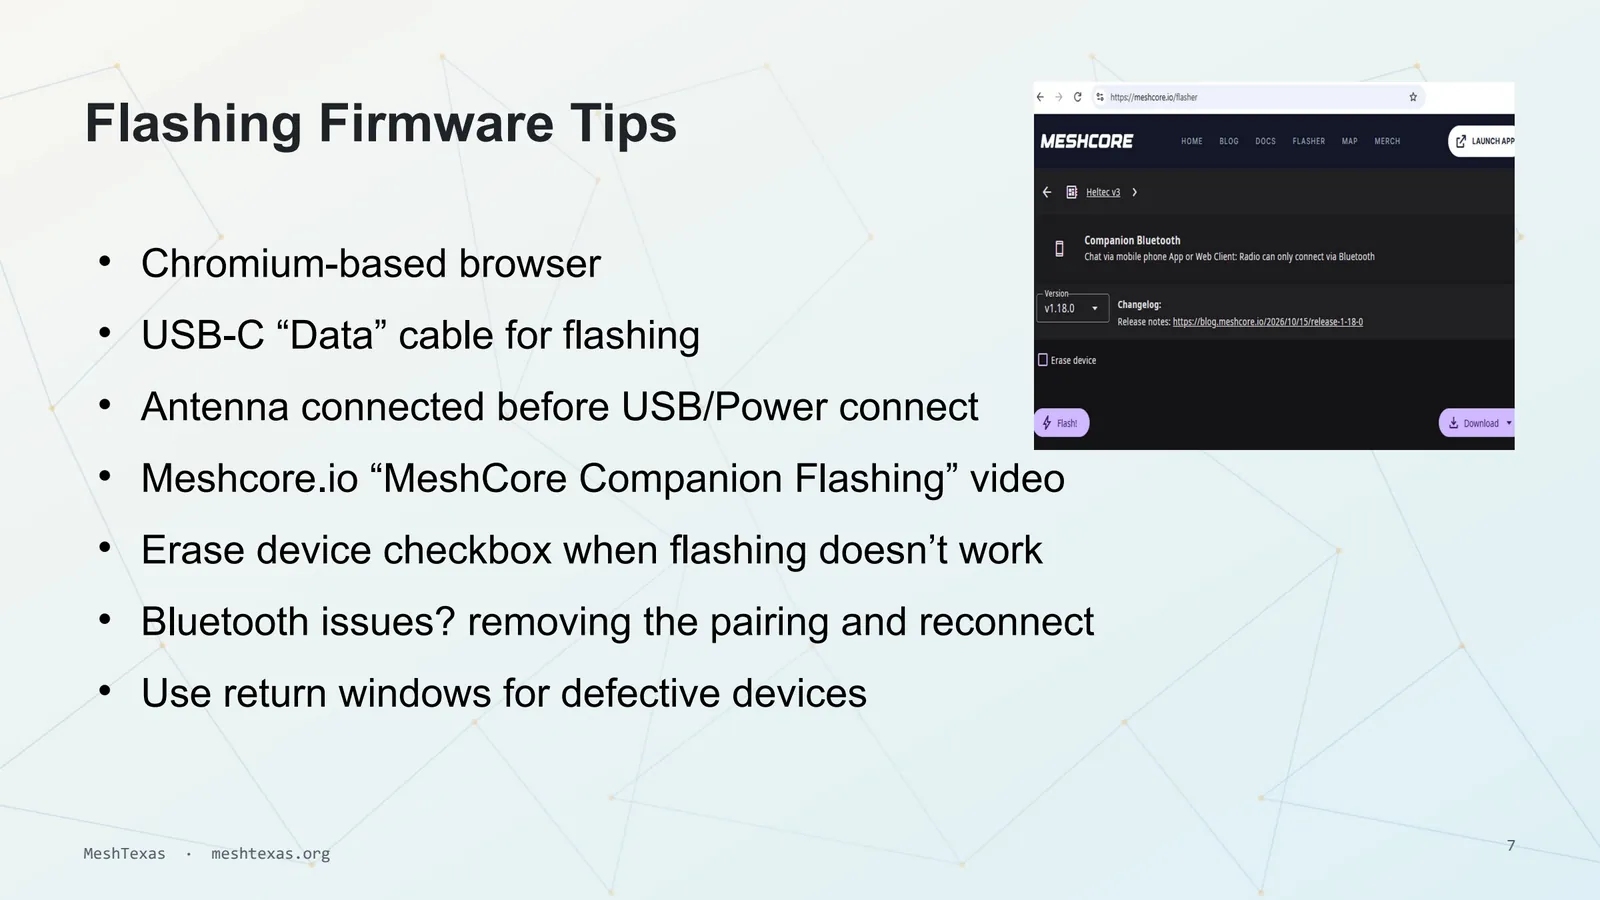 Flashing Firmware Tips
• Chromium-based browser
• USB-C “Data” cable for flashing
• Antenna connected before USB/Power connect
• Meshcore.io “MeshCore Companion Flashing” video
• Erase device checkbox when flashing doesn’t work
• Bluetooth issues? removing the pairing and reconnect
• Use return windows for defective devices
https://meshcore.io/flasher
MESHCORE HOME BLOG DOCS FLASHER MAP MERCH LAUNCH APP
Heltec v3
Companion Bluetooth
Chat via mobile phone App or Web Client: Radio can only connect via Bluetooth
Version
v1.18.0
Changelog:
Release notes: https://blog.meshcore.io/2026/10/15/release-1-18-0
Erase device
Flash! Download
MeshTexas · meshtexas.org
7